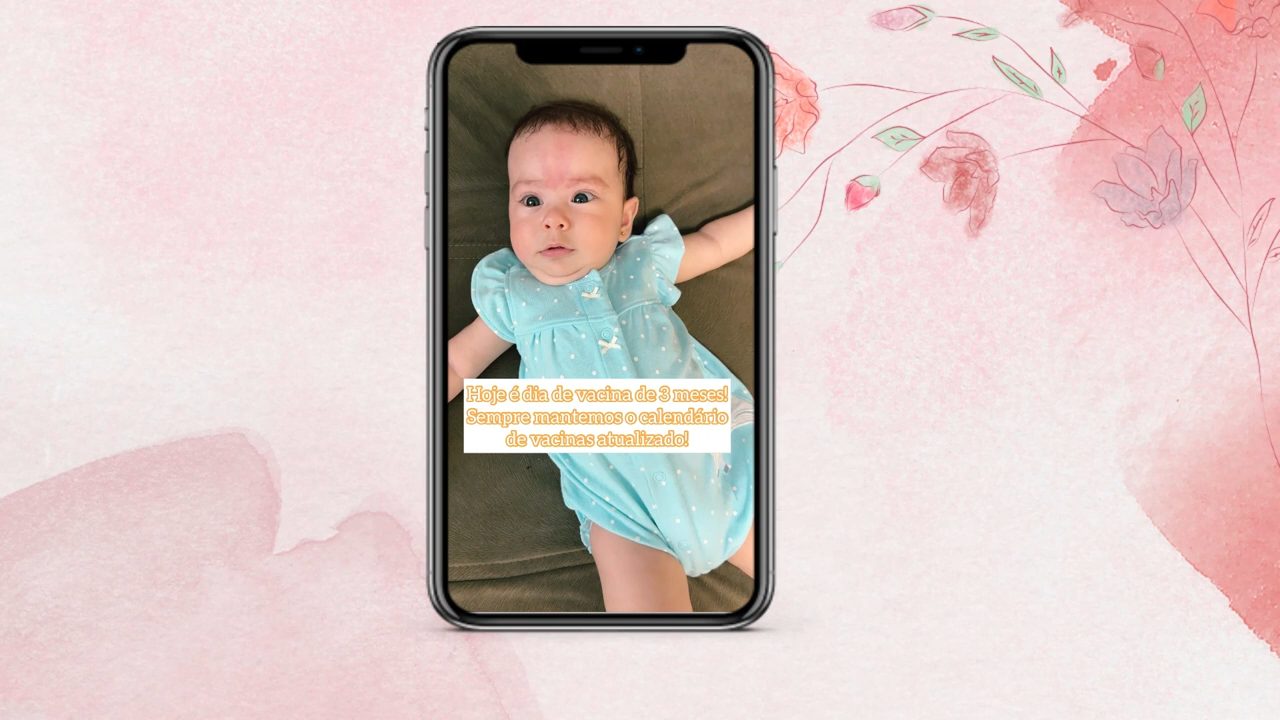 Hoje é dia de vacina de 3 meses!
Sempre mantemos o calendário
de vacinas atualizado!